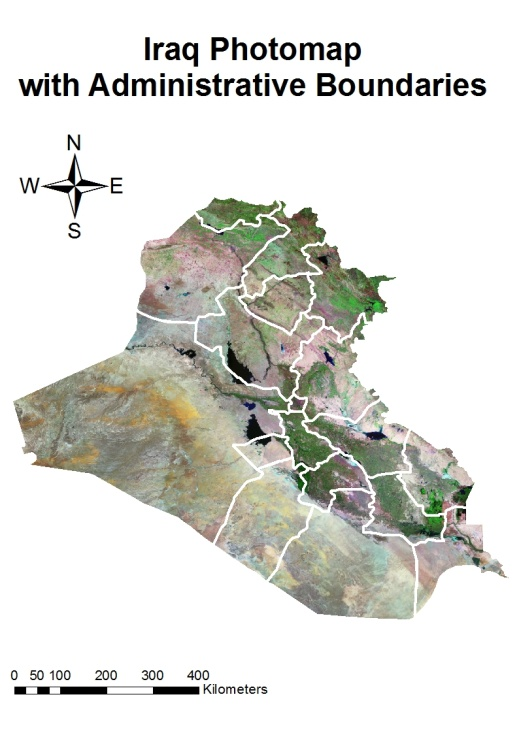 Iraq Photomap
with Administrative Boundaries
N
W E
S
0 50 100 200 300 400
Kilometers